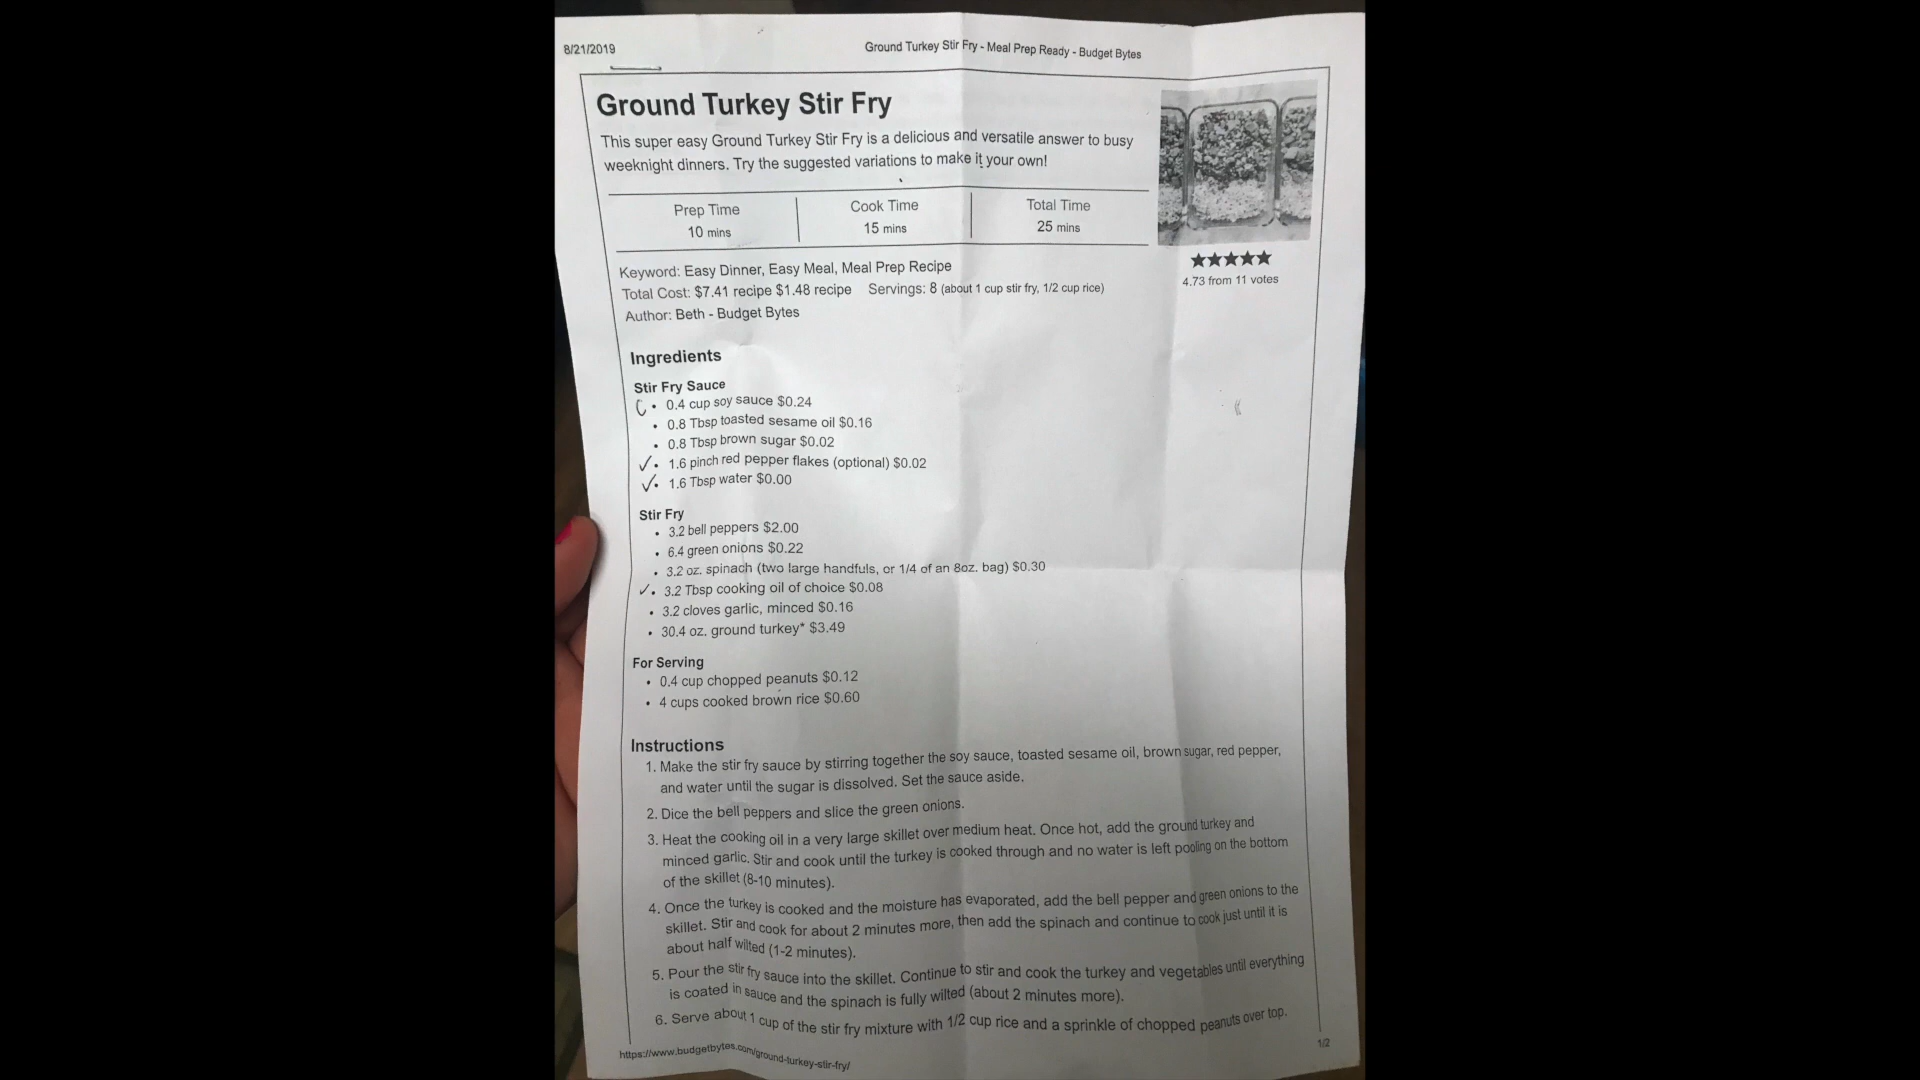 8/21/2019
Ground Turkey Stir Fry - Meal Prep Ready - Budget Bytes
Ground Turkey Stir Fry
This super easy Ground Turkey Stir Fry is a delicious and versatile answer to busy
weeknight dinners. Try the suggested variations to make it your own!
Prep Time
10 mins
Cook Time
15 mins
Total Time
25 mins
4.73 from 11 votes
Keyword: Easy Dinner, Easy Meal, Meal Prep Recipe
Total Cost: $7.41 recipe $1.48 recipe Servings: 8 (about 1 cup stir fry, 1/2 cup rice)
Author: Beth - Budget Bytes
Ingredients
Stir Fry Sauce
• 0.4 cup soy sauce $0.24
• 0.8 Tbsp toasted sesame oil $0.16
• 0.8 Tbsp brown sugar $0.02
✓• 1.6 pinch red pepper flakes (optional) $0.02
✓• 1.6 Tbsp water $0.00
Stir Fry
• 3.2 bell peppers $2.00
• 6.4 green onions $0.22
• 3.2 oz. spinach (two large handfuls, or 1/4 of an 8oz. bag) $0.30
✓• 3.2 Tbsp cooking oil of choice $0.08
• 3.2 cloves garlic, minced $0.16
• 30.4 oz. ground turkey* $3.49
For Serving
• 0.4 cup chopped peanuts $0.12
• 4 cups cooked brown rice $0.60
Instructions
1. Make the stir fry sauce by stirring together the soy sauce, toasted sesame oil, brown sugar, red pepper,
and water until the sugar is dissolved. Set the sauce aside.
2. Dice the bell peppers and slice the green onions.
3. Heat the cooking oil in a very large skillet over medium heat. Once hot, add the ground turkey and
minced garlic. Stir and cook until the turkey is cooked through and no water is left pooling on the bottom
of the skillet (8-10 minutes).
4. Once the turkey is cooked and the moisture has evaporated, add the bell pepper and green onions to the
skillet. Stir and cook for about 2 minutes more, then add the spinach and continue to cook just until it is
about half wilted (1-2 minutes).
5. Pour the stir fry sauce into the skillet. Continue to stir and cook the turkey and vegetables until everything
is coated in sauce and the spinach is fully wilted (about 2 minutes more).
6. Serve about 1 cup of the stir fry mixture with 1/2 cup rice and a sprinkle of chopped peanuts over top.
https://www.budgetbytes.com/ground-turkey-stir-fry/
1/2